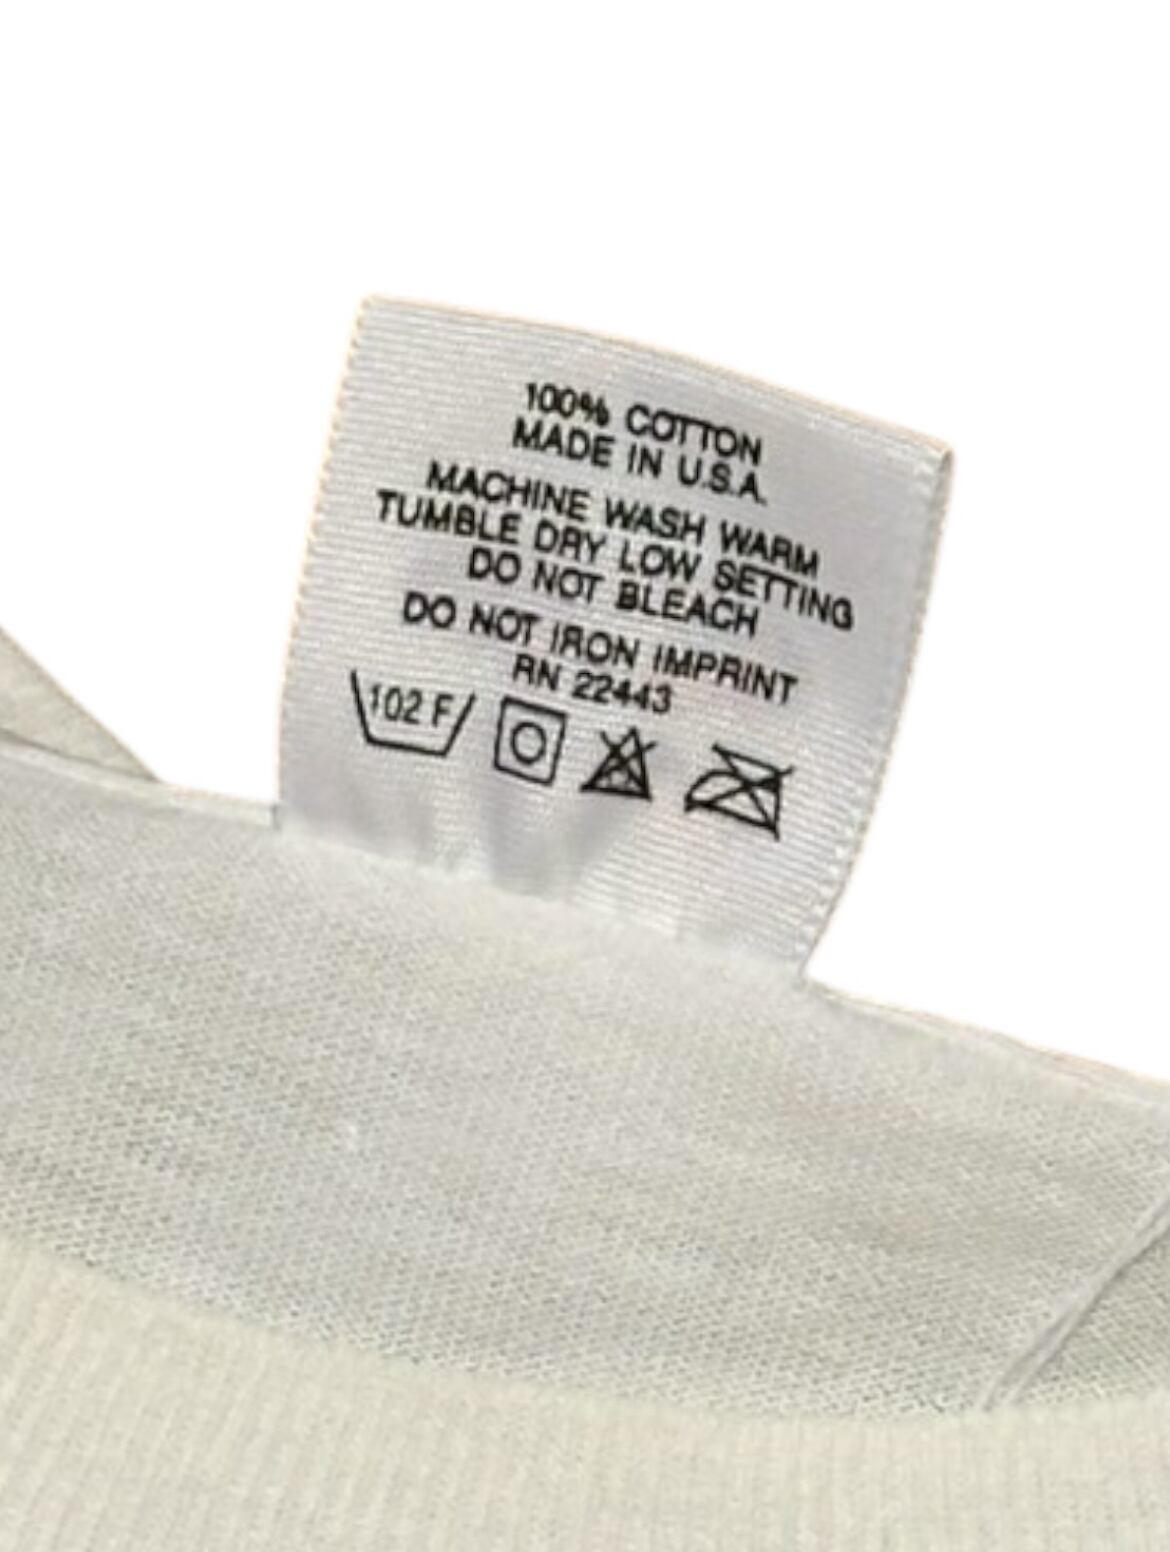 100% COTTON
MADE IN U.S.A.
MACHINE WASH WARM
TUMBLE DRY LOW SETTING
DO NOT BLEACH
DO NOT IRON IMPRINT
RN 22443
102 F